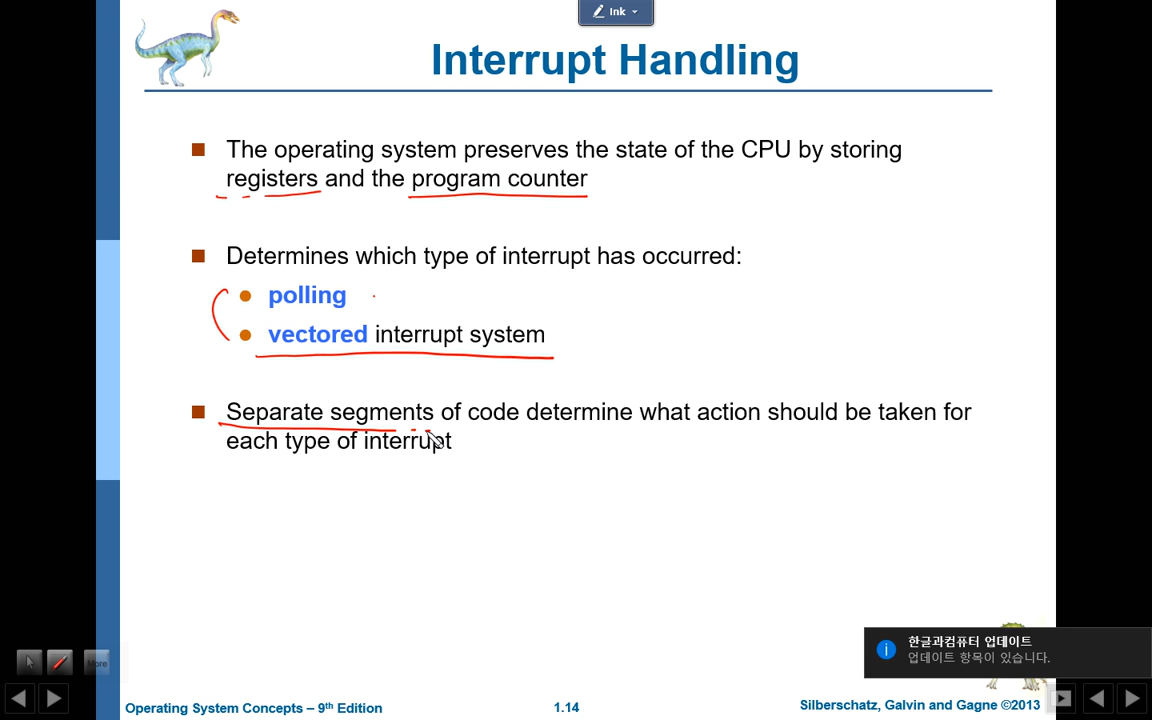 Ink
Interrupt Handling
The operating system preserves the state of the CPU by storing
registers and the program counter
Determines which type of interrupt has occurred:
polling
vectored interrupt system
Separate segments of code determine what action should be taken for
each type of interrupt
한글과컴퓨터 업데이트
업데이트 항목이 있습니다.
More
Operating System Concepts – 9th Edition
1.14
Silberschatz, Galvin and Gagne ©2013